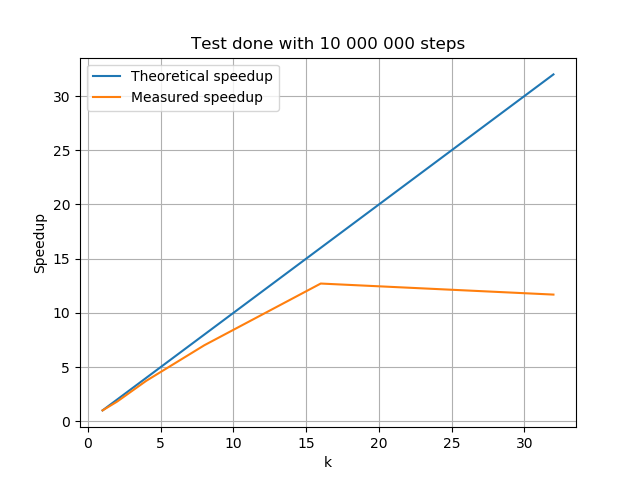 Test done with 10 000 000 steps
Theoretical speedup
Measured speedup
30
25
20
15
10
5
0
Speedup
0 5 10 15 20 25 30
k